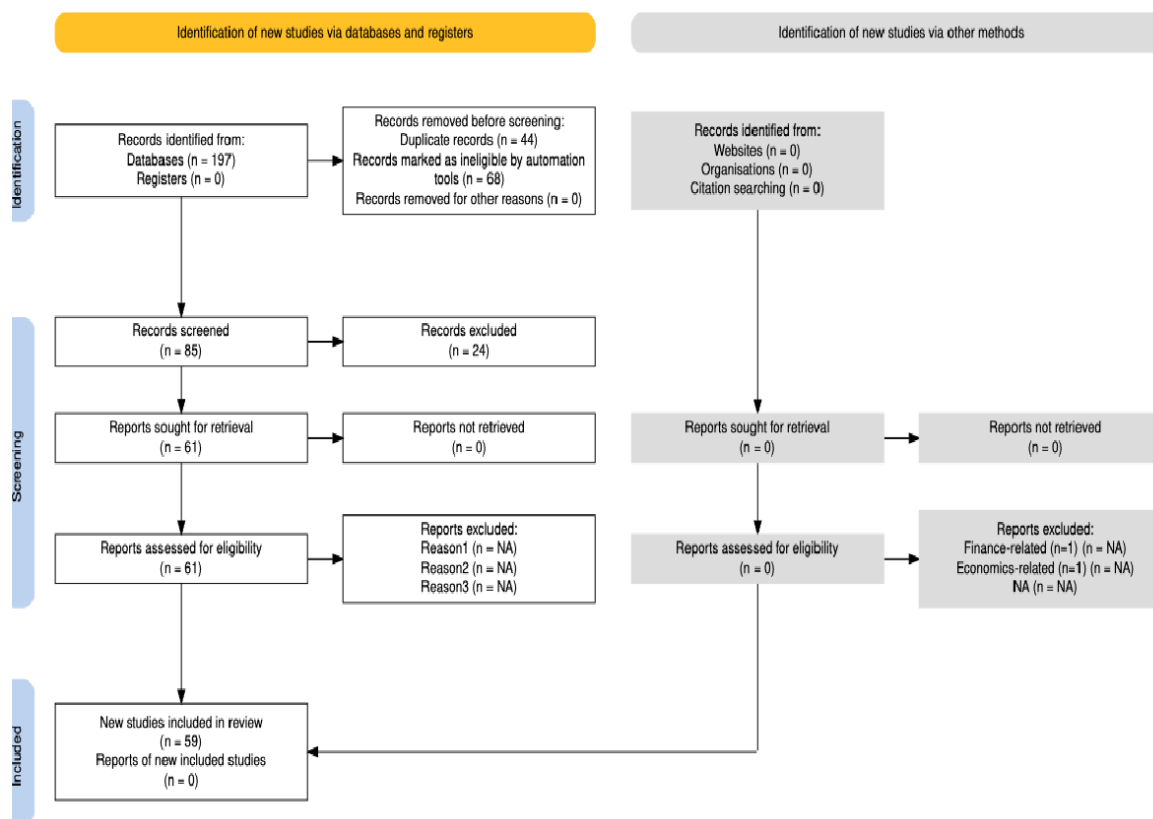 Identification of new studies via databases and registers
Identification of new studies via other methods
Identification
Records identified from:
Databases (n = 197)
Registers (n = 0)
Records removed before screening:
Duplicate records (n = 44)
Records marked as ineligible by automation
tools (n = 68)
Records removed for other reasons (n = 0)
Records identified from:
Websites (n = 0)
Organisations (n = 0)
Citation searching (n = 0)
Screening
Records screened
(n = 85)
Records excluded
(n = 24)
Reports sought for retrieval
(n = 61)
Reports not retrieved
(n = 0)
Reports sought for retrieval
(n = 0)
Reports not retrieved
(n = 0)
Reports assessed for eligibility
(n = 61)
Reports excluded:
Reason1 (n = NA)
Reason2 (n = NA)
Reason3 (n = NA)
Reports assessed for eligibility
(n = 0)
Reports excluded:
Finance-related (n=1) (n = NA)
Economics-related (n=1) (n = NA)
NA (n = NA)
Included
New studies included in review
(n = 59)
Reports of new included studies
(n = 0)